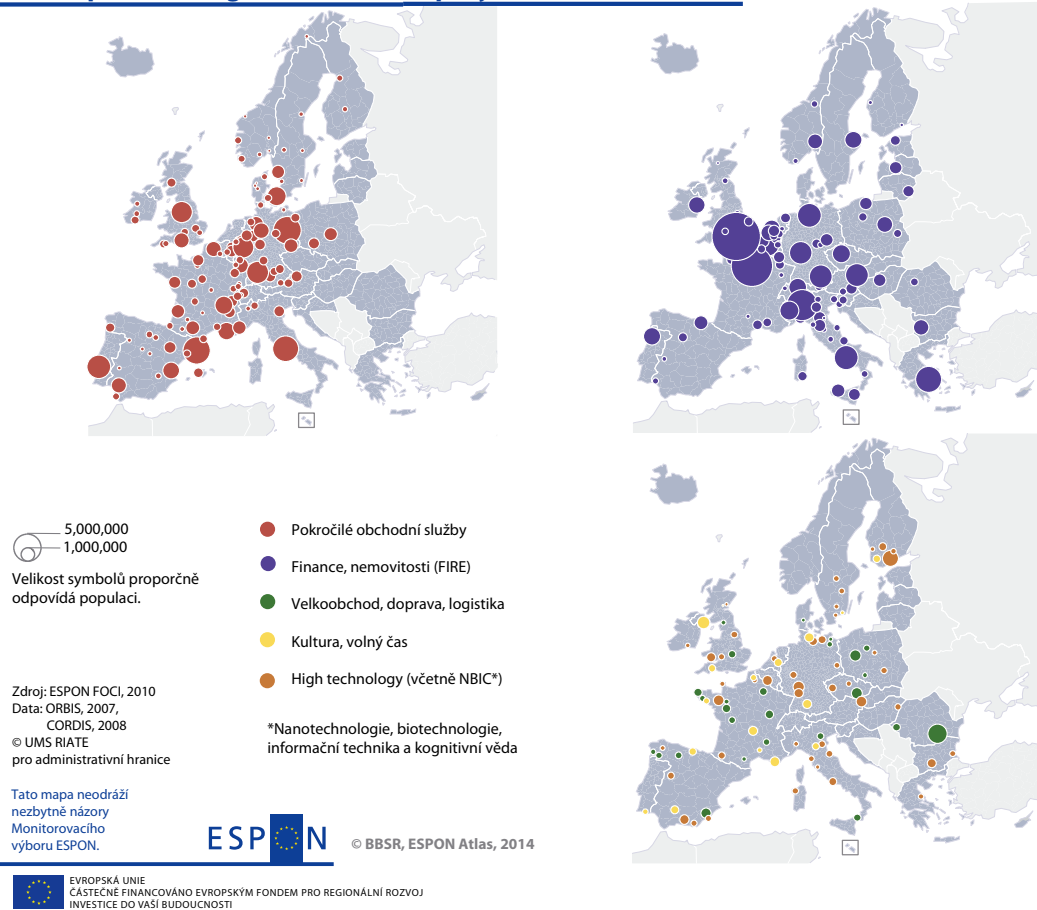 5,000,000
1,000,000
Velikost symbolů proporčně
odpovídá populaci.
Pokročilé obchodní služby
Finance, nemovitosti (FIRE)
Velkoobchod, doprava, logistika
Kultura, volný čas
High technology (včetně NBIC*)
*Nanotechnologie, biotechnologie,
informační technika a kognitivní věda
Zdroj: ESPON FOCI, 2010
Data: ORBIS, 2007,
CORDIS, 2008
© UMS RIATE
pro administrativní hranice
Tato mapa neodráží
nezbytně názory
Monitorovacího
výboru ESPON.
ESPON
© BBSR, ESPON Atlas, 2014
EVROPSKÁ UNIE
ČÁSTEČNĚ FINANCOVÁNO EVROPSKÝM FONDEM PRO REGIONÁLNÍ ROZVOJ
INVESTICE DO VAŠÍ BUDOUCNOSTI